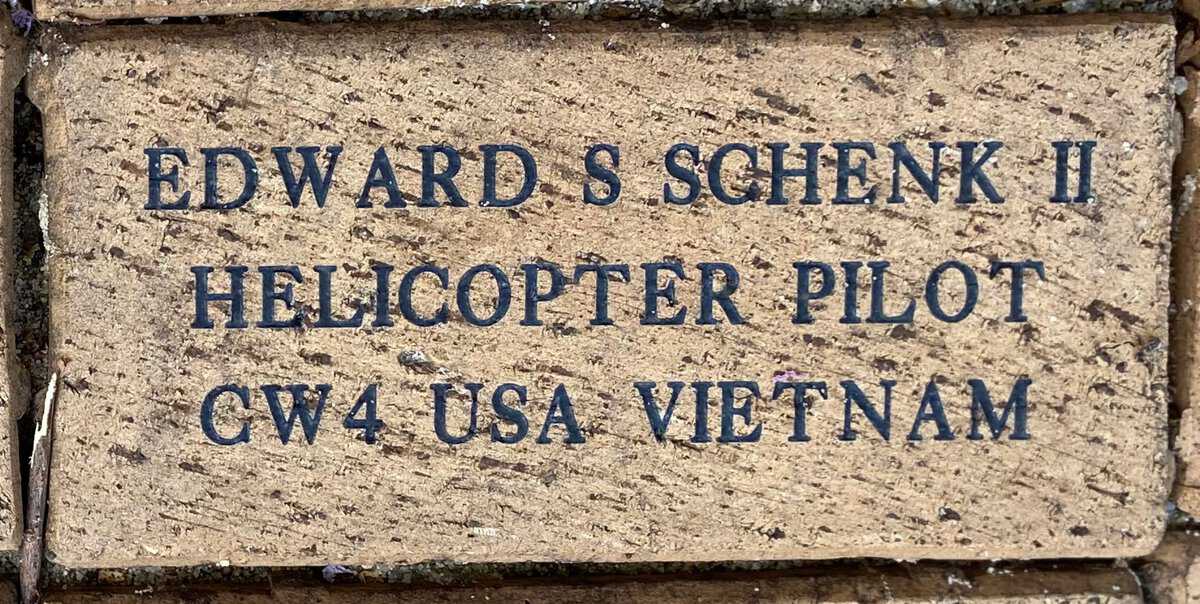 EDWARD S SCHENK II
HELICOPTER PILOT
CW4 USA VIETNAM